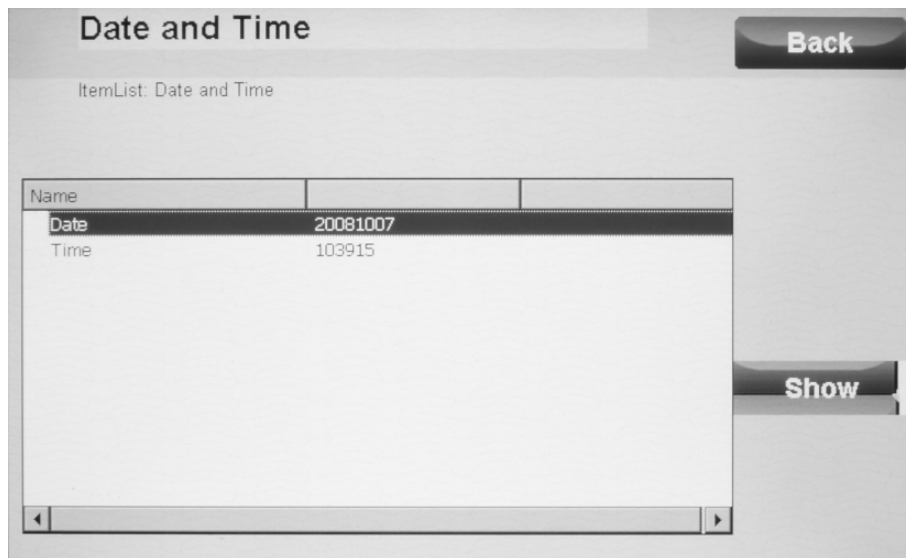 Date and Time
Back
ItemList: Date and Time
Name
Date 20081007
Time 103915
Show